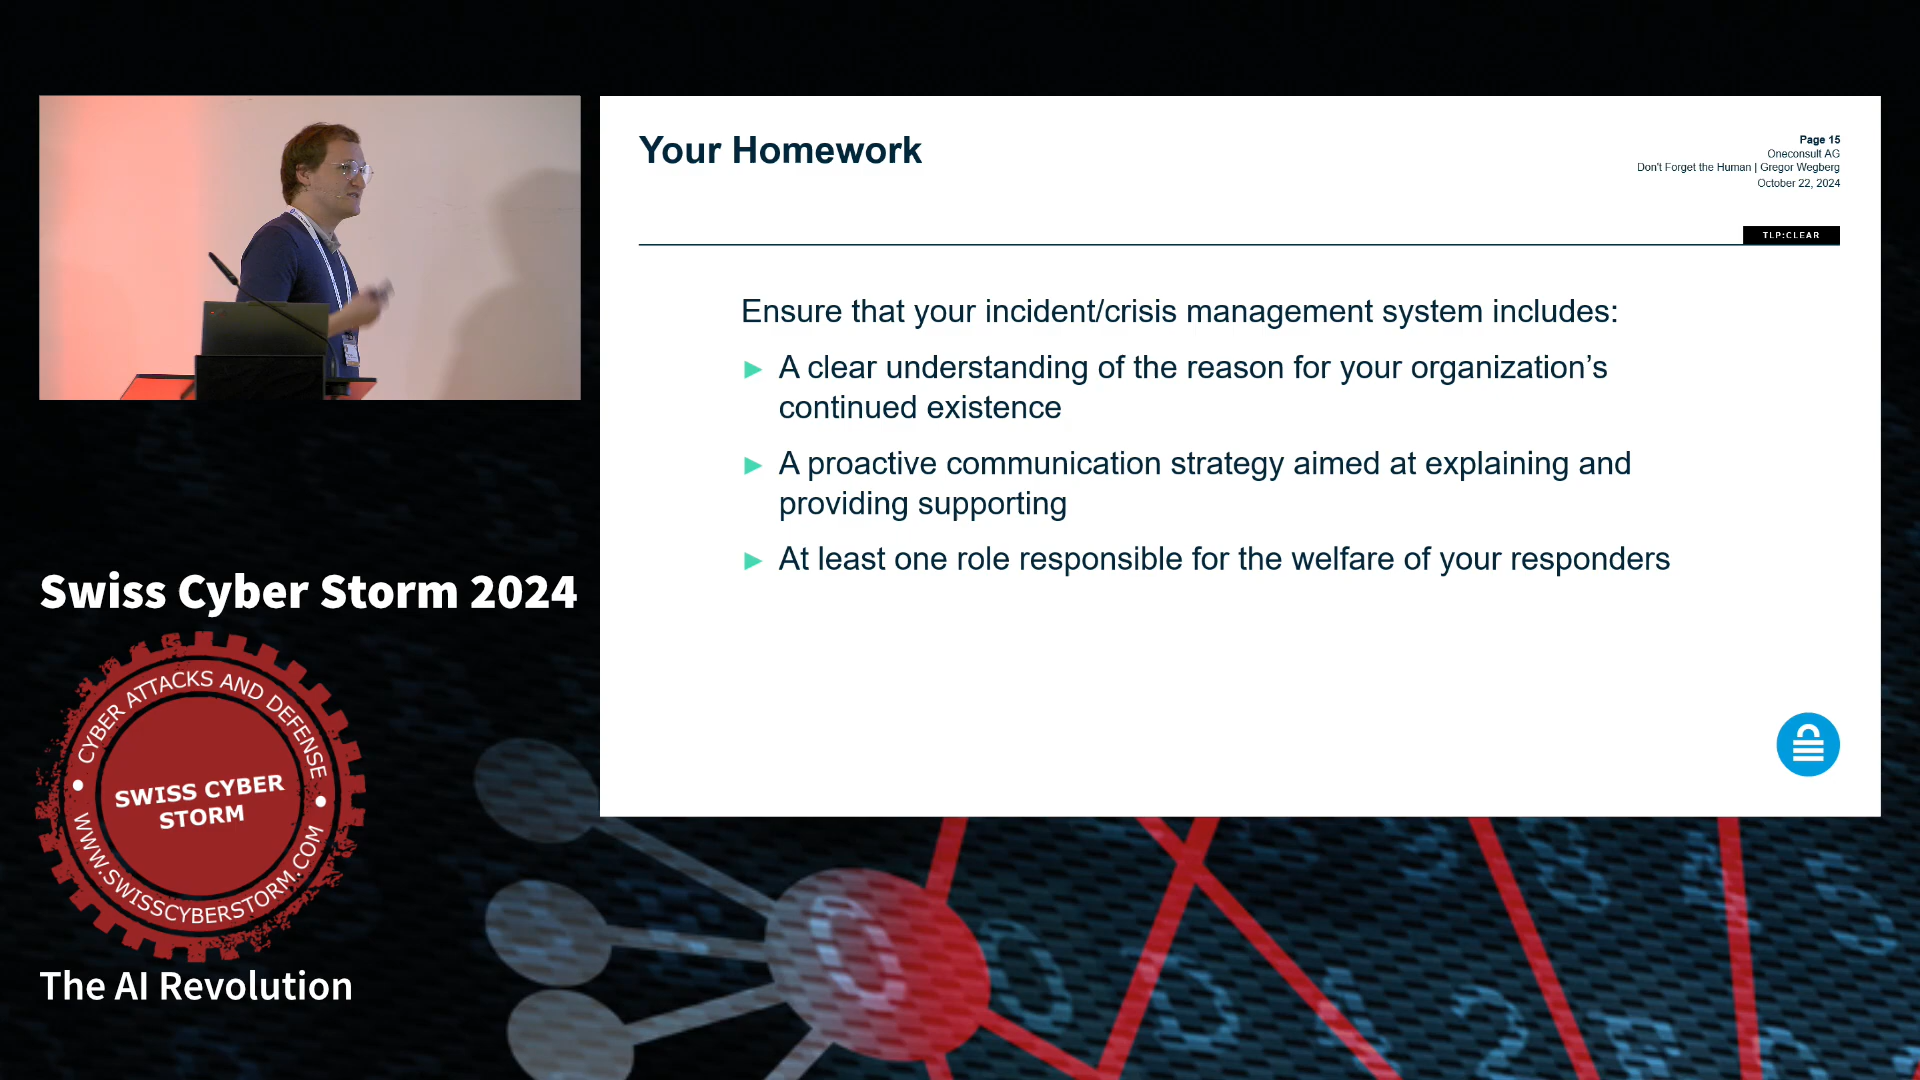 Your Homework
Page 15
Oneconsult AG
Don't Forget the Human | Gregor Wegberg
October 22, 2024
TLP:CLEAR
Ensure that your incident/crisis management system includes:
► A clear understanding of the reason for your organization’s
continued existence
► A proactive communication strategy aimed at explaining and
providing supporting
► At least one role responsible for the welfare of your responders
Swiss Cyber Storm 2024
CYBER ATTACKS AND DEFENSE
SWISS CYBER
STORM
WWW.SWISSCYBERSTORM.COM
The AI Revolution